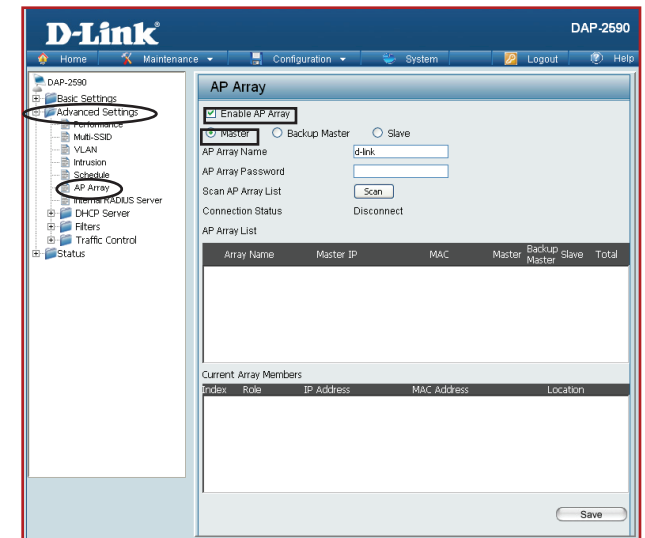 D-Link®
DAP-2590
Home Maintenance Configuration System Logout Help
DAP-2590
Basic Settings
Advanced Settings
Performance
Multi-SSID
VLAN
Intrusion
Schedule
AP Array
Internal RADIUS Server
DHCP Server
Filters
Traffic Control
Status
AP Array
Enable AP Array
Master Backup Master Slave
AP Array Name d-link
AP Array Password
Scan AP Array List Scan
Connection Status Disconnect
AP Array List
Array Name Master IP MAC Master Backup Master Slave Total
Current Array Members
Index Role IP Address MAC Address Location
Save